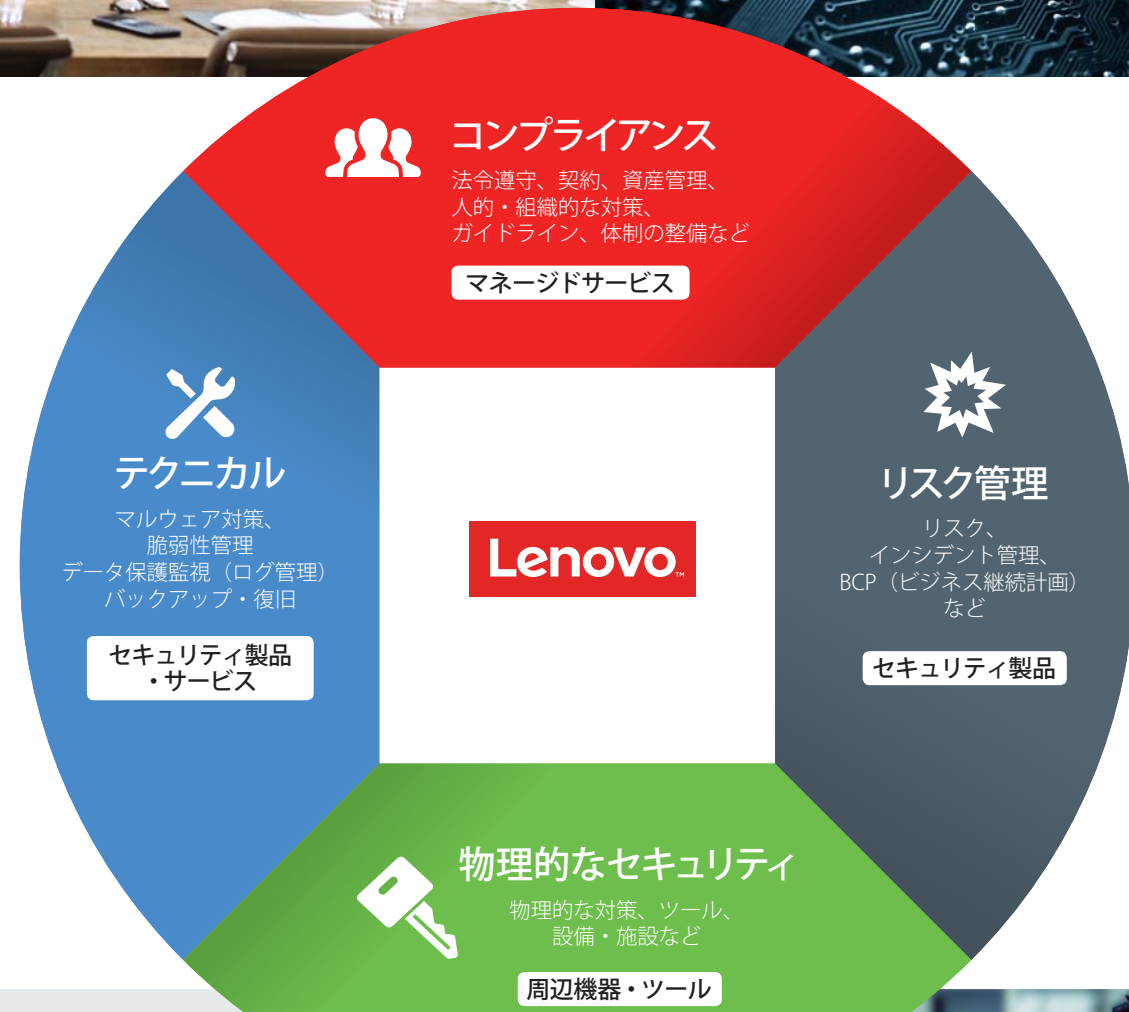 コンプライアンス
法令遵守、契約、資産管理、
人的・組織的な対策、
ガイドライン、体制の整備など
マネージドサービス
テクニカル
マルウェア対策、
脆弱性管理
データ保護監視（ログ管理）
バックアップ・復旧
セキュリティ製品
・サービス
Lenovo™
リスク管理
リスク、
インシデント管理、
BCP（ビジネス継続計画）
など
セキュリティ製品
物理的なセキュリティ
物理的な対策、ツール、
設備・施設など
周辺機器・ツール